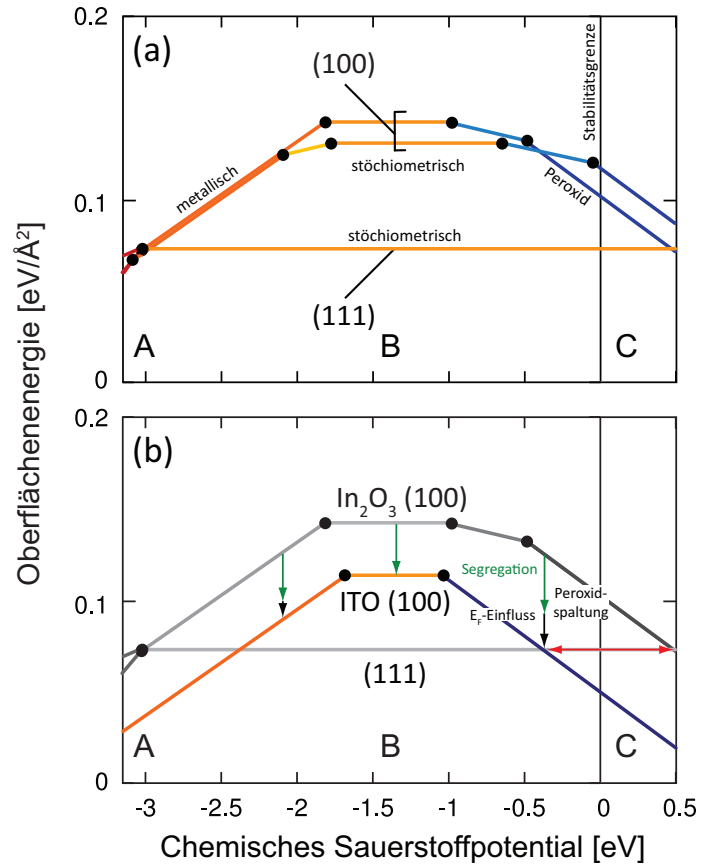 0.2
(a)
(100)
Stabilitätsgrenze
stöchiometrisch
metallisch
Peroxid
0.1
stöchiometrisch
(111)
A
B
C
0
Oberflächenenergie [eV/Å²]
0.2
(b)
In₂O₃ (100)
Segregation
ITO (100)
Peroxid-
spaltung
E_F-Einfluss
0.1
(111)
A
B
C
0
-3
-2.5
-2
-1.5
-1
-0.5
0
0.5
Chemisches Sauerstoffpotential [eV]